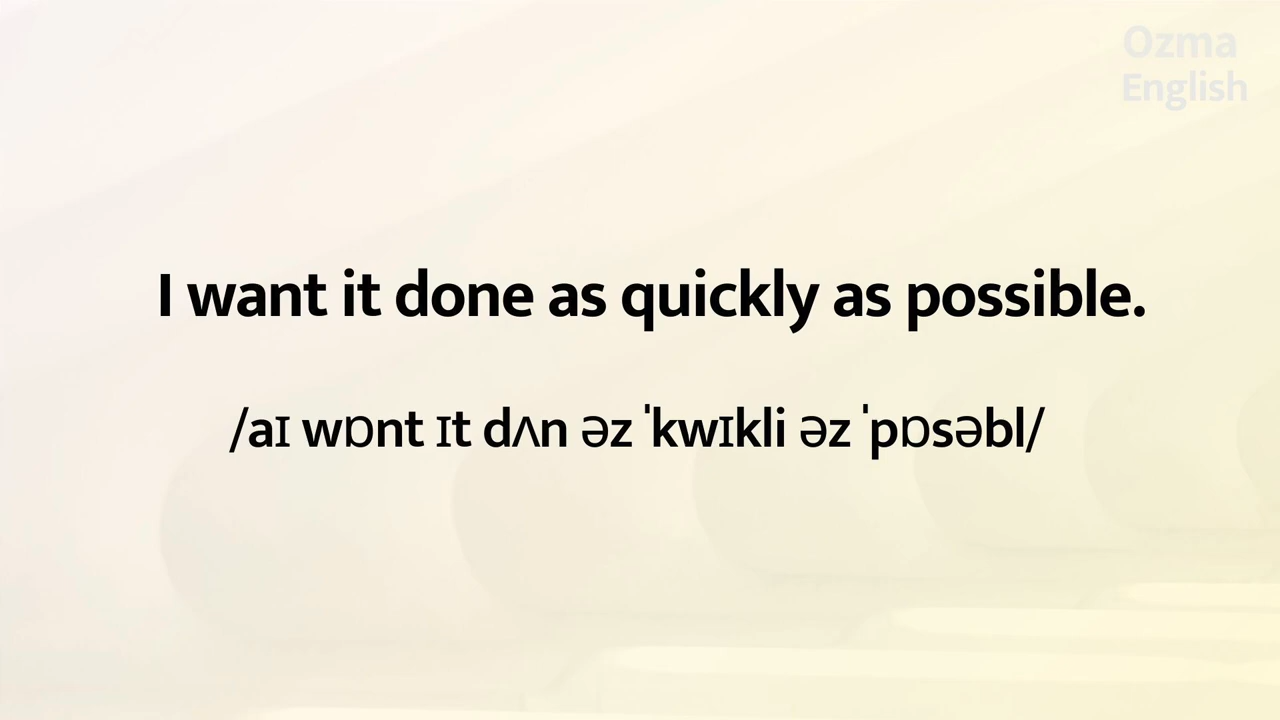 Ozma
English
I want it done as quickly as possible.
/aɪ wɒnt ɪt dʌn əz ˈkwɪkli əz ˈpɒsəbl/